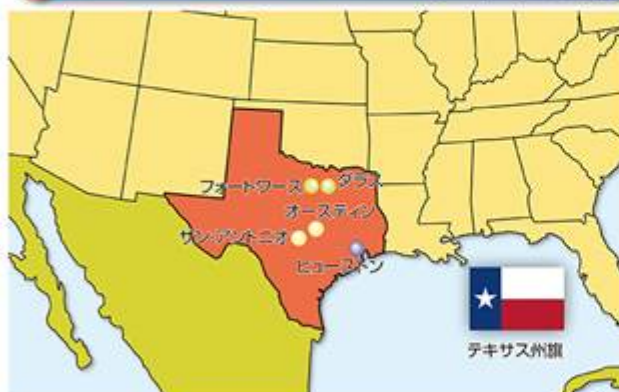 フォートワース
ダラス
オースティン
サン・アントニオ
ヒューストン
テキサス州旗